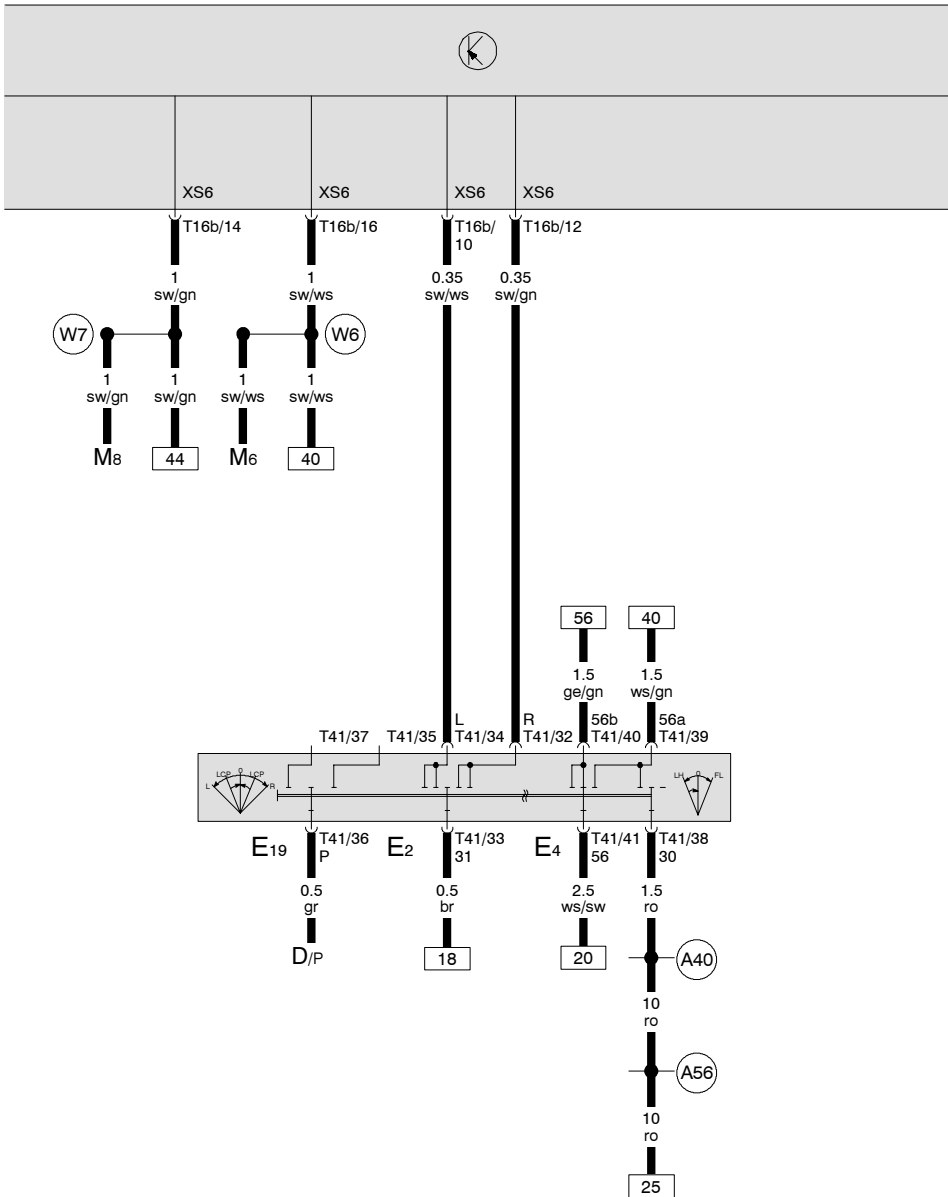 XS6 XS6 XS6 XS6
T16b/14 T16b/16 T16b/ T16b/12
10
1 1 0.35 0.35
sw/gn sw/ws sw/ws sw/gn
W7 W6
1 1 1 1
sw/gn sw/gn sw/ws sw/ws
M8 44 M6 40
56 40
1.5 1.5
ge/gn ws/gn
L R 56b 56a
T41/37 T41/35 T41/34 T41/32 T41/40 T41/39
L LCP 0 LCP R LH 0 FL
E19 T41/36 E2 T41/33 E4 T41/41 T41/38
P 31 56 30
0.5 0.5 2.5 1.5
gr br ws/sw ro
D/P 18 20 A40
10
ro
A56
10
ro
25